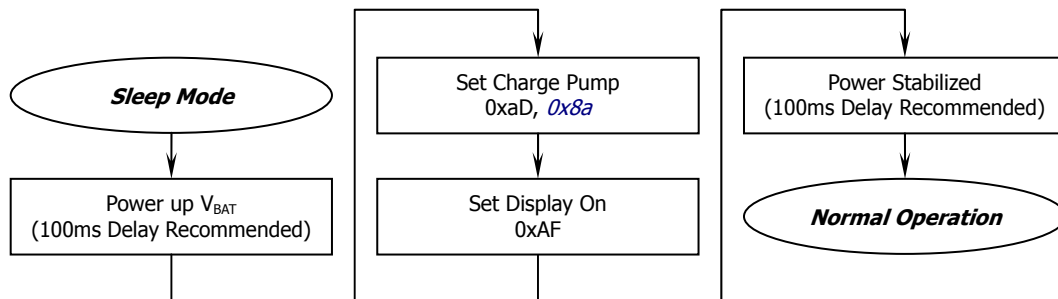 Sleep Mode
Power up VBAT
(100ms Delay Recommended)
Set Charge Pump
0xaD, 0x8a
Set Display On
0xAF
Power Stabilized
(100ms Delay Recommended)
Normal Operation